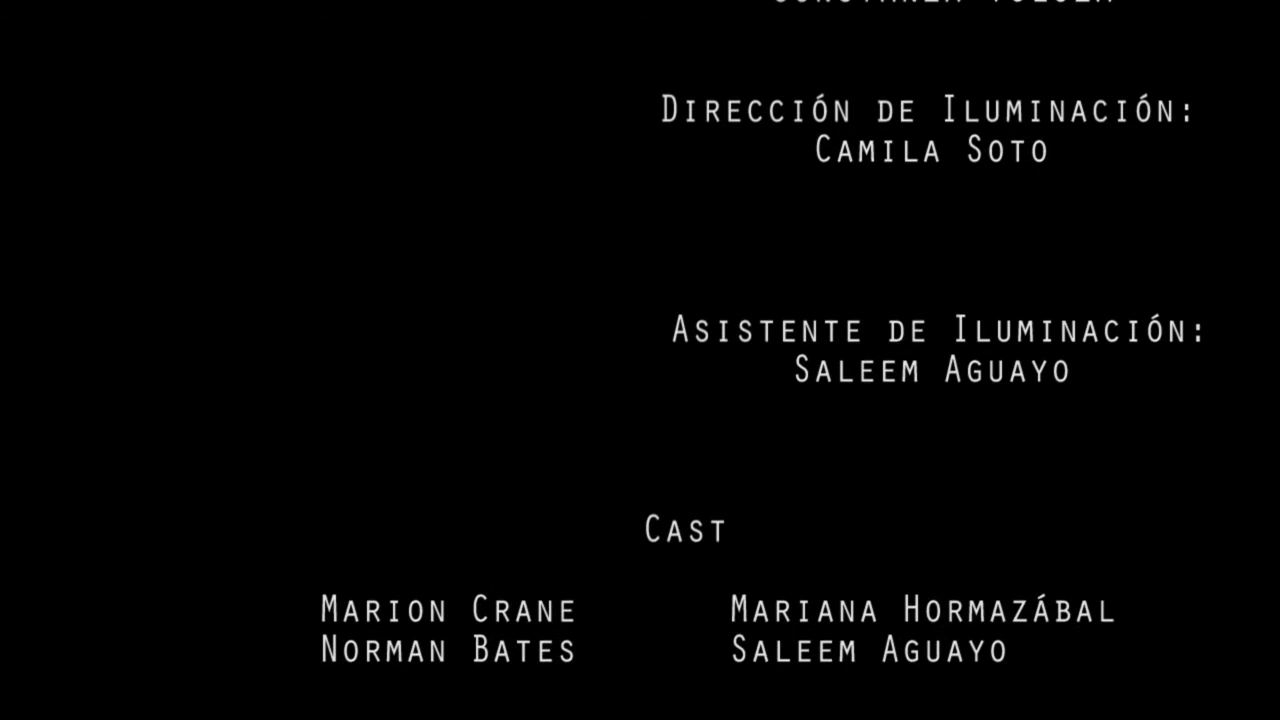 Dirección de Iluminación:
Camila Soto
Asistente de Iluminación:
Saleem Aguayo
Cast
Marion Crane Mariana Hormazábal
Norman Bates Saleem Aguayo